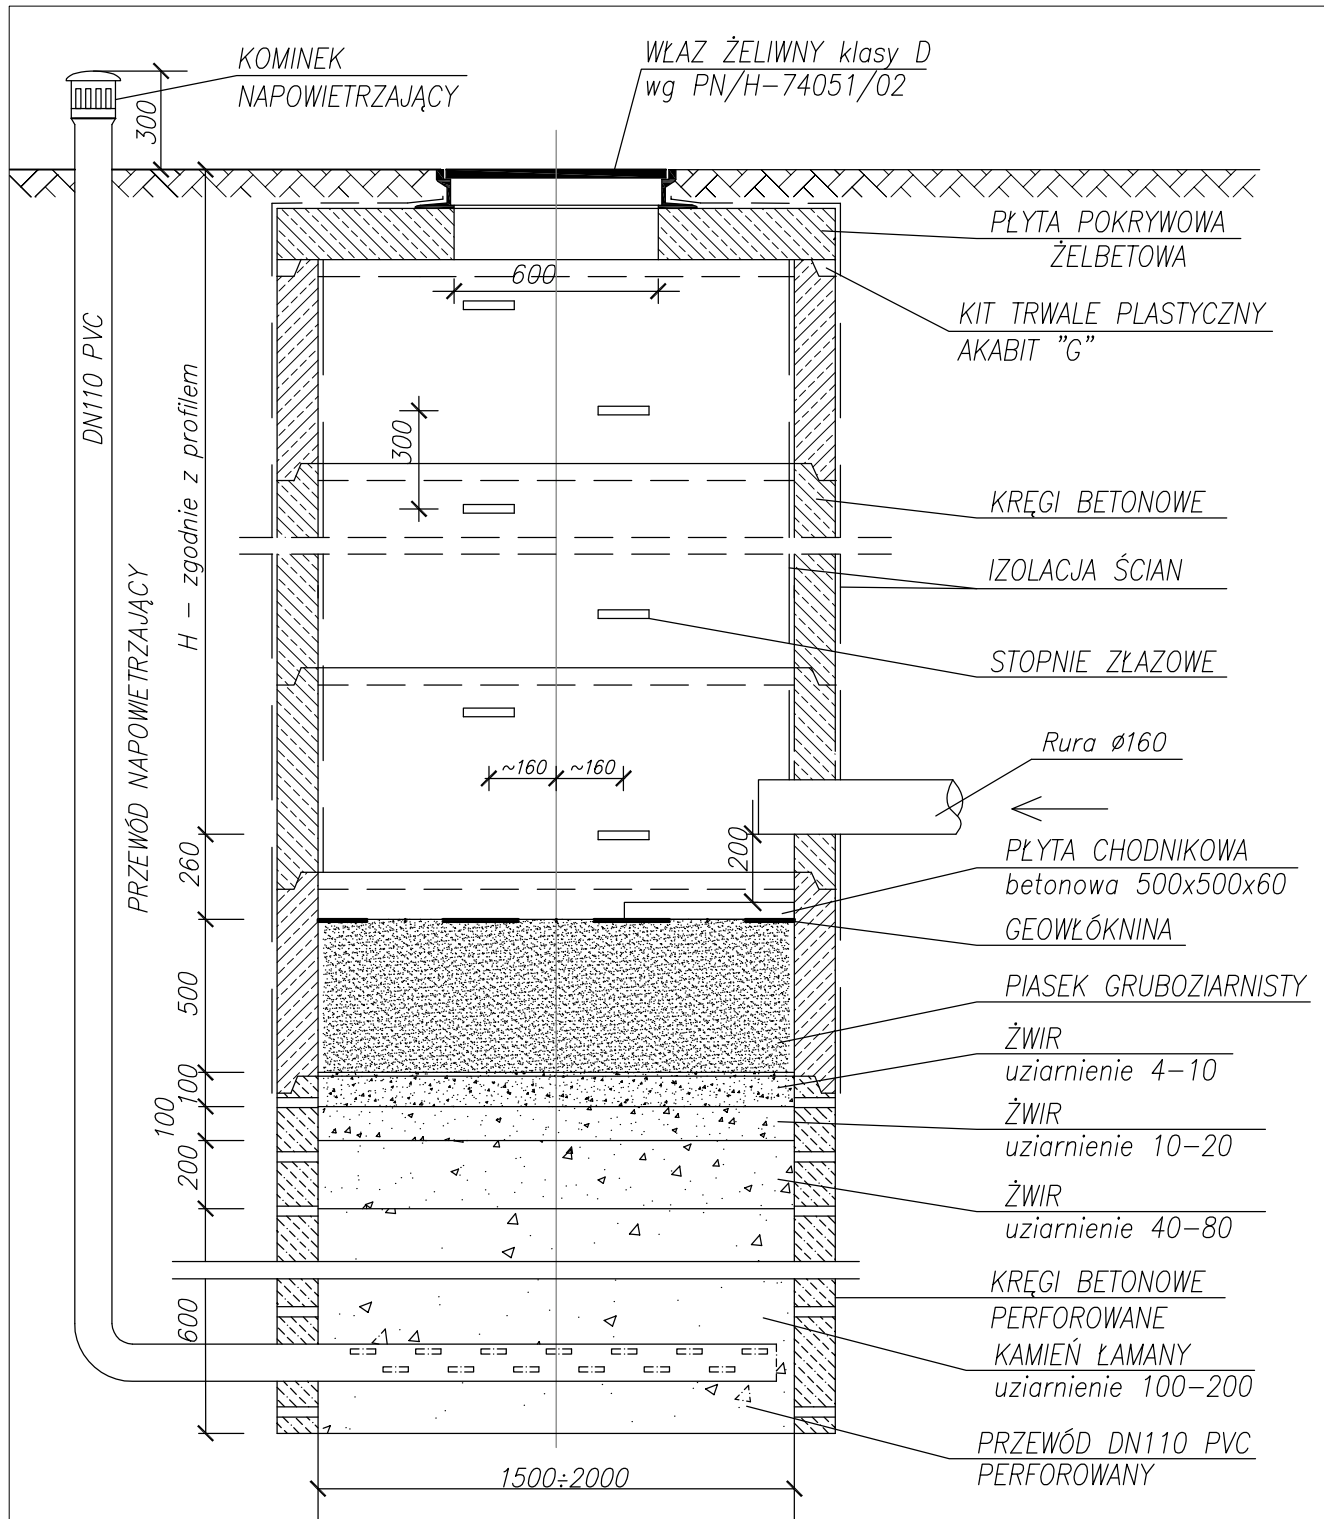 KOMINEK
NAPOWIETRZAJĄCY
300
WŁAZ ŻELIWNY klasy D
wg PN/H-74051/02
PŁYTA POKRYWOWA
ŻELBETOWA
600
KIT TRWALE PLASTYCZNY
AKABIT "G"
DN110 PVC
H - zgodnie z profilem
300
KRĘGI BETONOWE
IZOLACJA ŚCIAN
PRZEWÓD NAPOWIETRZAJĄCY
STOPNIE ZŁAZOWE
Rura ø160
~160
~160
200
260
PŁYTA CHODNIKOWA
betonowa 500x500x60
GEOWŁÓKNINA
500
PIASEK GRUBOZIARNISTY
ŻWIR
uziarnienie 4-10
100
100
ŻWIR
uziarnienie 10-20
200
ŻWIR
uziarnienie 40-80
KRĘGI BETONOWE
PERFOROWANE
600
KAMIEŃ ŁAMANY
uziarnienie 100-200
PRZEWÓD DN110 PVC
PERFOROWANY
1500÷2000